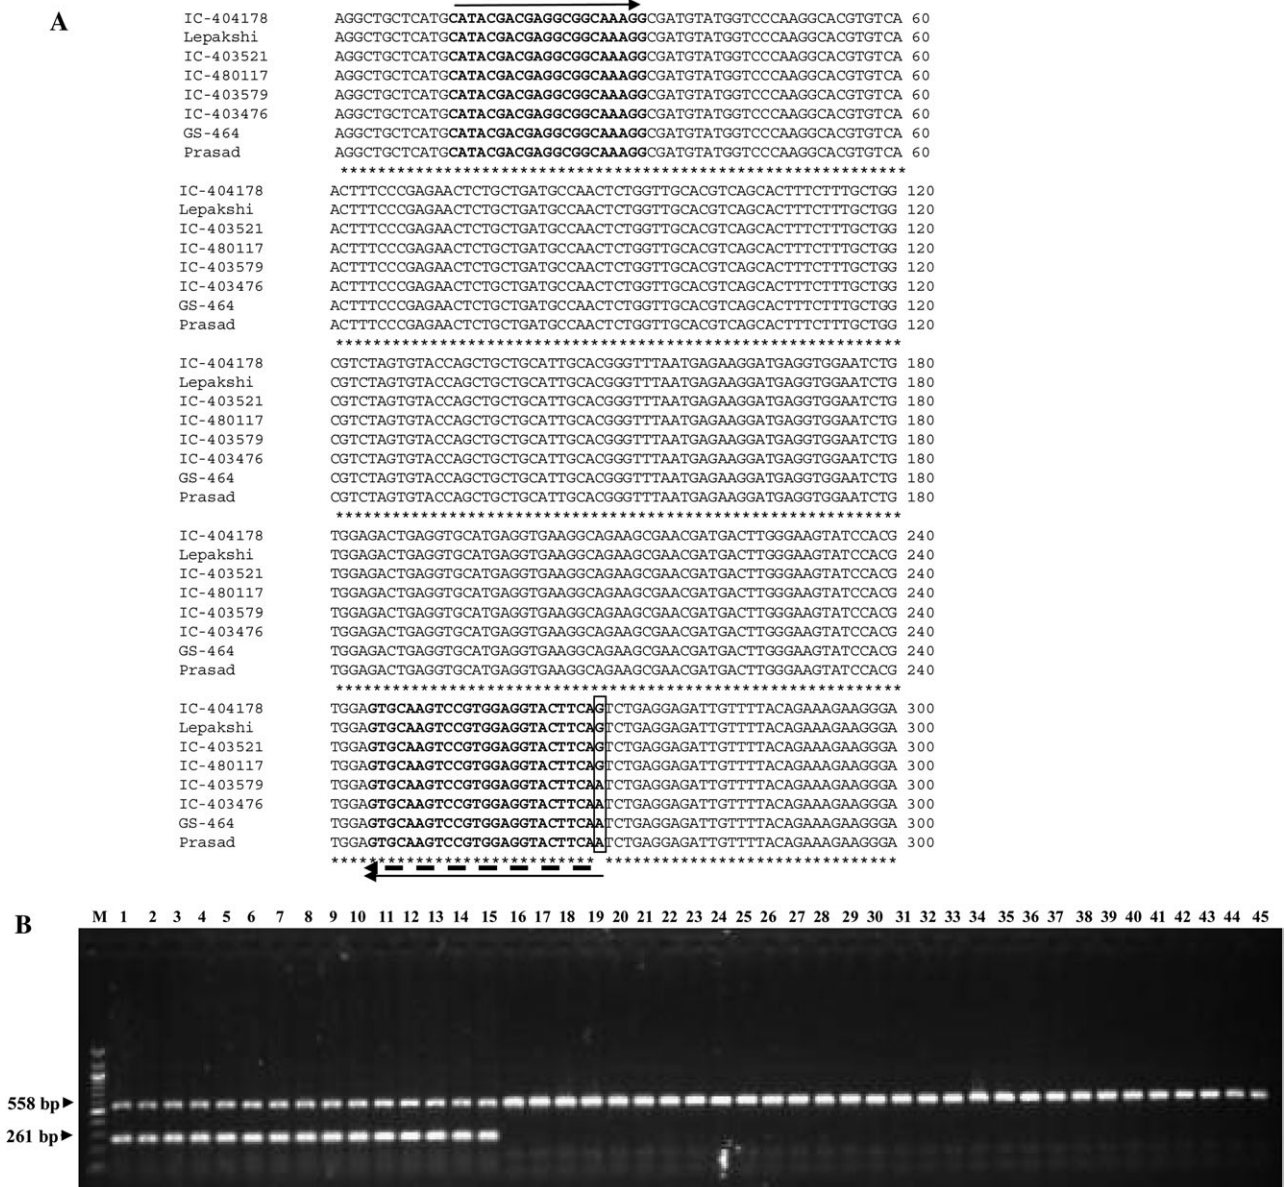 A
IC-404178 AGGCTGCTCATGCATACGACGAGGCGGCAAAGGCGATGTATGGTCCCAAGGCACGTGTCA 60
Lepakshi AGGCTGCTCATGCATACGACGAGGCGGCAAAGGCGATGTATGGTCCCAAGGCACGTGTCA 60
IC-403521 AGGCTGCTCATGCATACGACGAGGCGGCAAAGGCGATGTATGGTCCCAAGGCACGTGTCA 60
IC-480117 AGGCTGCTCATGCATACGACGAGGCGGCAAAGGCGATGTATGGTCCCAAGGCACGTGTCA 60
IC-403579 AGGCTGCTCATGCATACGACGAGGCGGCAAAGGCGATGTATGGTCCCAAGGCACGTGTCA 60
IC-403476 AGGCTGCTCATGCATACGACGAGGCGGCAAAGGCGATGTATGGTCCCAAGGCACGTGTCA 60
GS-464 AGGCTGCTCATGCATACGACGAGGCGGCAAAGGCGATGTATGGTCCCAAGGCACGTGTCA 60
Prasad AGGCTGCTCATGCATACGACGAGGCGGCAAAGGCGATGTATGGTCCCAAGGCACGTGTCA 60
************************************************************
IC-404178 ACTTTCCCGAGAACTCTGCTGATGCCAACTCTGGTTGCACGTCAGCACTTTCTTTGCTGG 120
Lepakshi ACTTTCCCGAGAACTCTGCTGATGCCAACTCTGGTTGCACGTCAGCACTTTCTTTGCTGG 120
IC-403521 ACTTTCCCGAGAACTCTGCTGATGCCAACTCTGGTTGCACGTCAGCACTTTCTTTGCTGG 120
IC-480117 ACTTTCCCGAGAACTCTGCTGATGCCAACTCTGGTTGCACGTCAGCACTTTCTTTGCTGG 120
IC-403579 ACTTTCCCGAGAACTCTGCTGATGCCAACTCTGGTTGCACGTCAGCACTTTCTTTGCTGG 120
IC-403476 ACTTTCCCGAGAACTCTGCTGATGCCAACTCTGGTTGCACGTCAGCACTTTCTTTGCTGG 120
GS-464 ACTTTCCCGAGAACTCTGCTGATGCCAACTCTGGTTGCACGTCAGCACTTTCTTTGCTGG 120
Prasad ACTTTCCCGAGAACTCTGCTGATGCCAACTCTGGTTGCACGTCAGCACTTTCTTTGCTGG 120
************************************************************
IC-404178 CGTCTAGTGTACCAGCTGCTGCATTGCACGGGTTTAATGAGAAGGATGAGGTGGAATCTG 180
Lepakshi CGTCTAGTGTACCAGCTGCTGCATTGCACGGGTTTAATGAGAAGGATGAGGTGGAATCTG 180
IC-403521 CGTCTAGTGTACCAGCTGCTGCATTGCACGGGTTTAATGAGAAGGATGAGGTGGAATCTG 180
IC-480117 CGTCTAGTGTACCAGCTGCTGCATTGCACGGGTTTAATGAGAAGGATGAGGTGGAATCTG 180
IC-403579 CGTCTAGTGTACCAGCTGCTGCATTGCACGGGTTTAATGAGAAGGATGAGGTGGAATCTG 180
IC-403476 CGTCTAGTGTACCAGCTGCTGCATTGCACGGGTTTAATGAGAAGGATGAGGTGGAATCTG 180
GS-464 CGTCTAGTGTACCAGCTGCTGCATTGCACGGGTTTAATGAGAAGGATGAGGTGGAATCTG 180
Prasad CGTCTAGTGTACCAGCTGCTGCATTGCACGGGTTTAATGAGAAGGATGAGGTGGAATCTG 180
************************************************************
IC-404178 TGGAGACTGAGGTGCATGAGGTGAAGGCAGAAGCGAACGATGACTTGGGAAGTATCCACG 240
Lepakshi TGGAGACTGAGGTGCATGAGGTGAAGGCAGAAGCGAACGATGACTTGGGAAGTATCCACG 240
IC-403521 TGGAGACTGAGGTGCATGAGGTGAAGGCAGAAGCGAACGATGACTTGGGAAGTATCCACG 240
IC-480117 TGGAGACTGAGGTGCATGAGGTGAAGGCAGAAGCGAACGATGACTTGGGAAGTATCCACG 240
IC-403579 TGGAGACTGAGGTGCATGAGGTGAAGGCAGAAGCGAACGATGACTTGGGAAGTATCCACG 240
IC-403476 TGGAGACTGAGGTGCATGAGGTGAAGGCAGAAGCGAACGATGACTTGGGAAGTATCCACG 240
GS-464 TGGAGACTGAGGTGCATGAGGTGAAGGCAGAAGCGAACGATGACTTGGGAAGTATCCACG 240
Prasad TGGAGACTGAGGTGCATGAGGTGAAGGCAGAAGCGAACGATGACTTGGGAAGTATCCACG 240
************************************************************
IC-404178 TGGAGTGCAAGTCCGTGGAGGTACTTCAGTCTGAGGAGATTGTTTTACAGAAAGAAGGGA 300
Lepakshi TGGAGTGCAAGTCCGTGGAGGTACTTCAGTCTGAGGAGATTGTTTTACAGAAAGAAGGGA 300
IC-403521 TGGAGTGCAAGTCCGTGGAGGTACTTCAGTCTGAGGAGATTGTTTTACAGAAAGAAGGGA 300
IC-480117 TGGAGTGCAAGTCCGTGGAGGTACTTCAGTCTGAGGAGATTGTTTTACAGAAAGAAGGGA 300
IC-403579 TGGAGTGCAAGTCCGTGGAGGTACTTCAATCTGAGGAGATTGTTTTACAGAAAGAAGGGA 300
IC-403476 TGGAGTGCAAGTCCGTGGAGGTACTTCAATCTGAGGAGATTGTTTTACAGAAAGAAGGGA 300
GS-464 TGGAGTGCAAGTCCGTGGAGGTACTTCAATCTGAGGAGATTGTTTTACAGAAAGAAGGGA 300
Prasad TGGAGTGCAAGTCCGTGGAGGTACTTCAATCTGAGGAGATTGTTTTACAGAAAGAAGGGA 300
**************************** *******************************
B
M 1 2 3 4 5 6 7 8 9 10 11 12 13 14 15 16 17 18 19 20 21 22 23 24 25 26 27 28 29 30 31 32 33 34 35 36 37 38 39 40 41 42 43 44 45
558 bp
261 bp